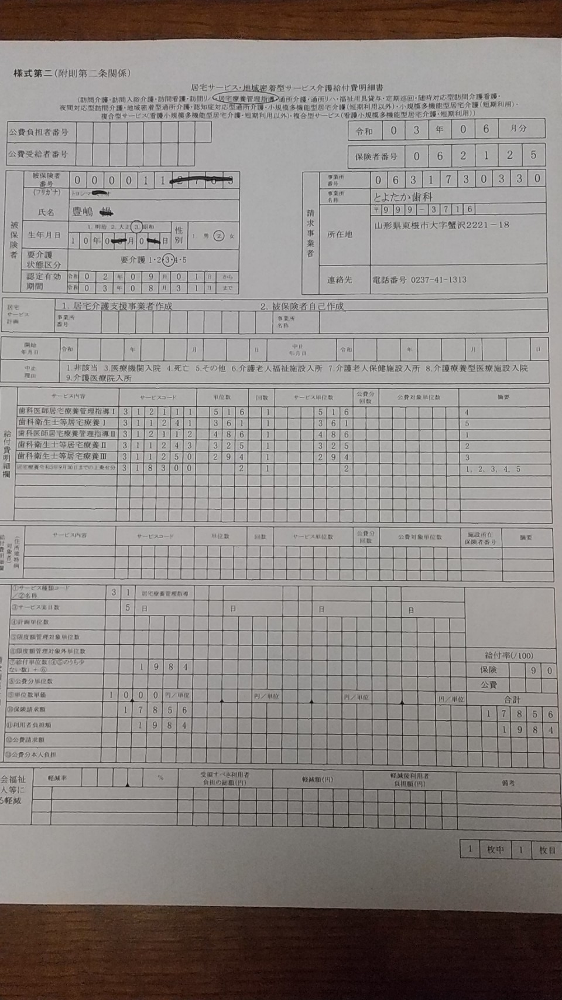 様式第二(附則第二条関係)
居宅サービス・地域密着型サービス介護給付費明細書
(訪問介護・訪問入浴介護・訪問看護・訪問リハ・居宅療養管理指導・通所介護・通所リハ・福祉用具貸与・定期巡回・随時対応型訪問介護看護・
夜間対応型訪問介護・地域密着型通所介護・認知症対応型通所介護・小規模多機能型居宅介護(短期利用以外)・小規模多機能型居宅介護(短期利用)・
複合型サービス(看護小規模多機能型居宅介護・短期利用以外)・複合型サービス(看護小規模多機能型居宅介護・短期利用))
公費負担者番号
令和 0 3 年 0 6 月分
公費受給者番号
保険者番号 0 6 2 1 2 5
被保険者
被保険者番号 0 0 0 0 1 1
(フリガナ) トヨシマ
氏名 豊嶋
生年月日 1.明治 2.大正 3.昭和
1 0 年 0 月 0 日
性別 1. 男 2. 女
要介護状態区分 要介護 1・2・3・4・5
認定有効期間 令和 0 2 年 0 9 月 0 1 日 から
令和 0 3 年 0 8 月 3 1 日 まで
請求事業者
事業所番号 0 6 3 1 7 3 0 3 3 0
事業所名称 とよたか歯科
〒 9 9 9 - 3 7 1 6
所在地 山形県東根市大字蟹沢2221-18
連絡先 電話番号 0237-41-1313
居宅サービス計画
1. 居宅介護支援事業者作成 2. 被保険者自己作成
事業所番号 事業所名称
開始年月日 令和 年 月 日 中止年月日 令和 年 月 日
中止理由 1.非該当 3.医療機関入院 4.死亡 5.その他 6.介護老人福祉施設入所 7.介護老人保健施設入所 8.介護療養型医療施設入院
9.介護医療院入所
給付費明細欄
サービス内容 サービスコード 単位数 回数 サービス単位数 公費分回数 公費対象単位数 摘要
歯科医師居宅療養管理指導Ⅰ 3 1 2 1 1 1 5 1 6 1 5 1 6 4
歯科衛生士等居宅療養Ⅰ 3 1 1 2 4 1 3 6 1 1 3 6 1 5
歯科医師居宅療養管理指導Ⅱ 3 1 2 1 1 2 4 8 6 1 4 8 6 1
歯科衛生士等居宅療養Ⅱ 3 1 1 2 4 3 3 2 5 1 3 2 5 2
歯科衛生士等居宅療養Ⅲ 3 1 1 2 5 0 2 9 4 1 2 9 4 3
居宅療養令和3年9月30日までの上乗せ分 3 1 8 3 0 0 2 1 2 1, 2, 3, 4, 5
(住所地特例対象者)
サービス内容 サービスコード 単位数 回数 サービス単位数 公費分回数 公費対象単位数 施設所在保険者番号 摘要
①サービス種類コード/②名称 3 1 居宅療養管理指導
③サービス実日数 5 日 日 日 日
④計画単位数
⑤限度額管理対象単位数
⑥限度額管理対象外単位数
給付率(/100)
⑦給付単位数(④⑤のうち少ない数)+⑥ 1 9 8 4
保険 9 0
⑧公費分単位数
公費
⑨単位数単価 1 0 0 0 円/単位 円/単位 円/単位 円/単位 合計
⑩保険請求額 1 7 8 5 6 1 7 8 5 6
⑪利用者負担額 1 9 8 4 1 9 8 4
⑫公費請求額
⑬公費分本人負担
会福祉
人等に
る軽減
軽減率 % 受領すべき利用者負担の総額(円) 軽減額(円) 軽減後利用者負担額(円) 備考
1 枚中 1 枚目